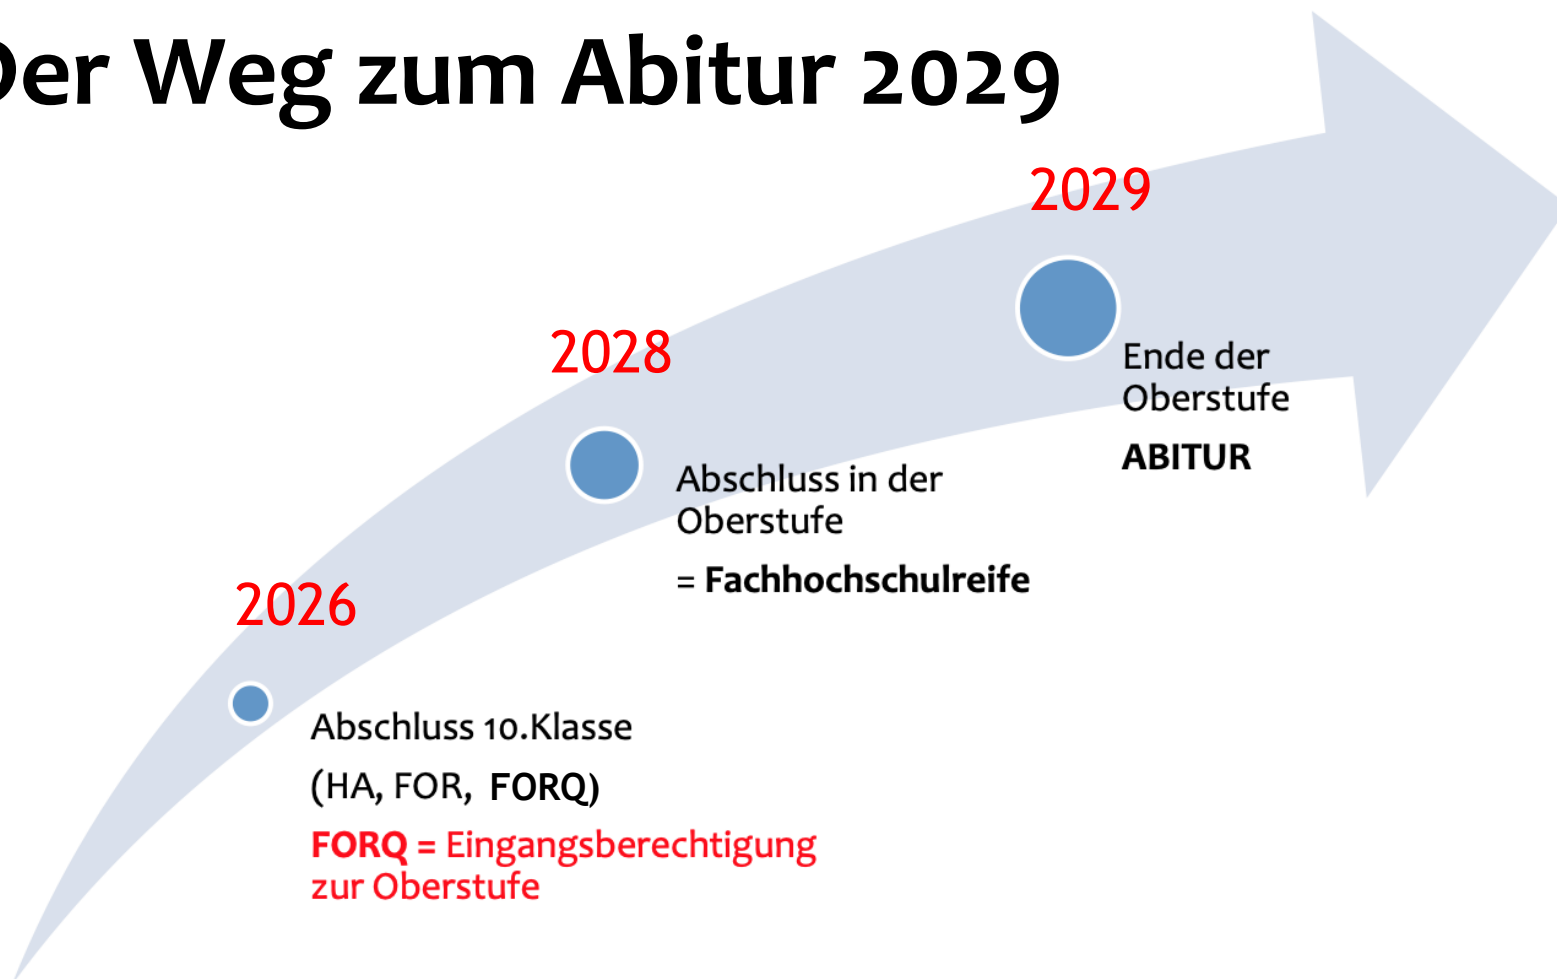 Der Weg zum Abitur 2029
2029
Ende der
Oberstufe
ABITUR
2028
Abschluss in der
Oberstufe
= Fachhochschulreife
2026
Abschluss 10.Klasse
(HA, FOR, FORQ)
FORQ = Eingangsberechtigung
zur Oberstufe